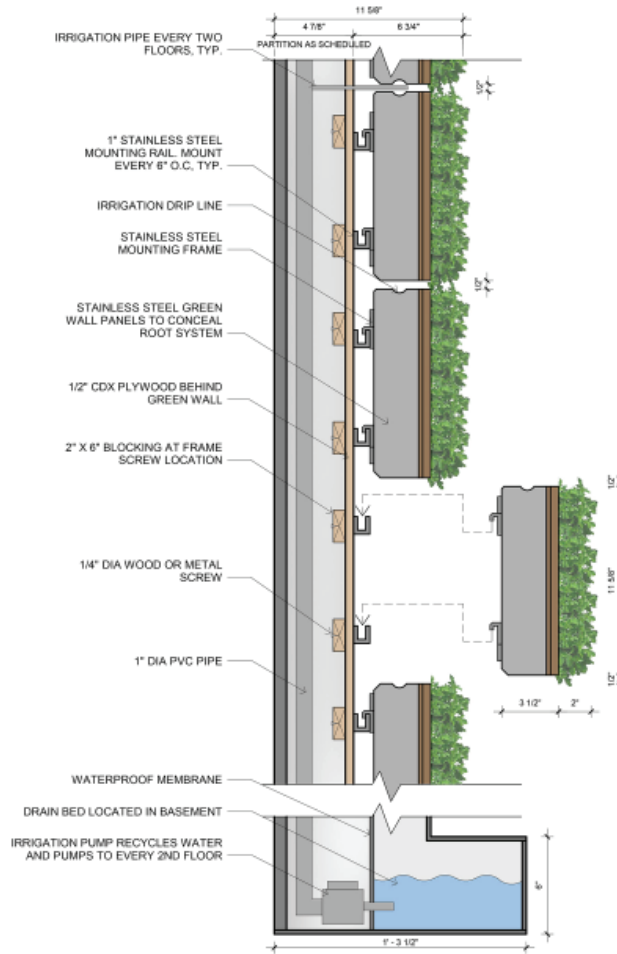 11 5/8"
4 7/8"
6 3/4"
PARTITION AS SCHEDULED
IRRIGATION PIPE EVERY TWO
FLOORS, TYP.
1/2"
1" STAINLESS STEEL
MOUNTING RAIL. MOUNT
EVERY 6" O.C, TYP.
IRRIGATION DRIP LINE
STAINLESS STEEL
MOUNTING FRAME
1/2"
STAINLESS STEEL GREEN
WALL PANELS TO CONCEAL
ROOT SYSTEM
1/2" CDX PLYWOOD BEHIND
GREEN WALL
2" X 6" BLOCKING AT FRAME
SCREW LOCATION
1/2"
11 5/8"
1/2"
1/4" DIA WOOD OR METAL
SCREW
1" DIA PVC PIPE
3 1/2"
2"
WATERPROOF MEMBRANE
DRAIN BED LOCATED IN BASEMENT
IRRIGATION PUMP RECYCLES WATER
AND PUMPS TO EVERY 2ND FLOOR
6"
1' - 3 1/2"